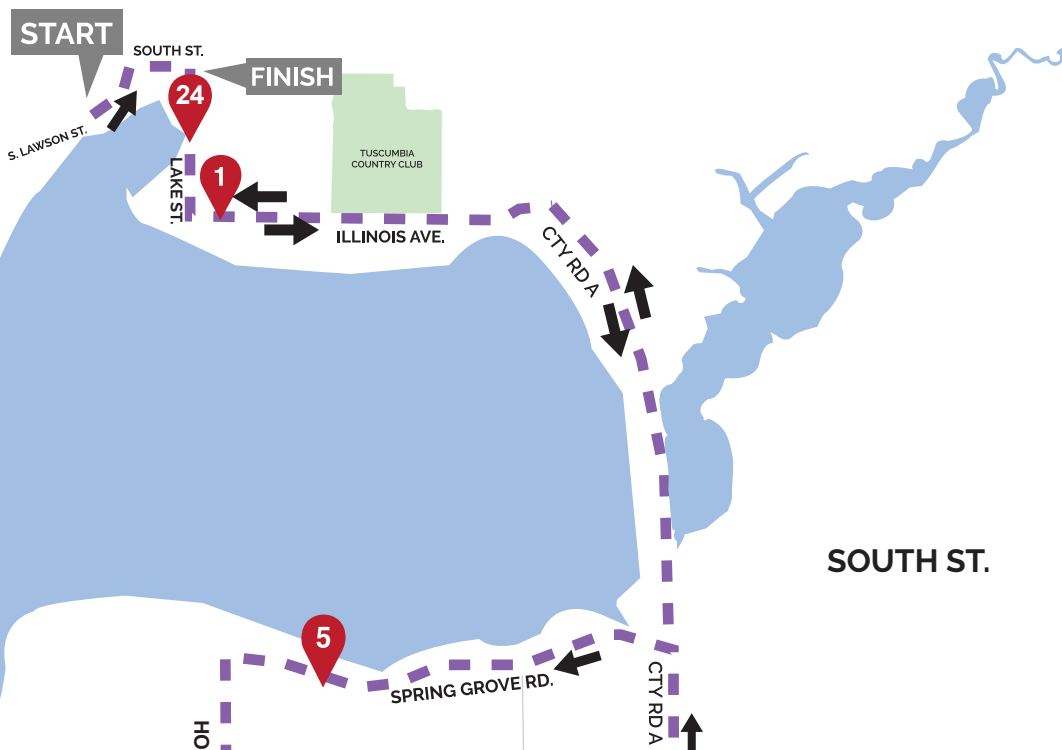 START
SOUTH ST.
FINISH
24
S. LAWSON ST.
TUSCUMBIA
COUNTRY CLUB
LAKE ST.
1
ILLINOIS AVE.
CTY RD A
SOUTH ST.
5
SPRING GROVE RD.
CTY RD A
HO